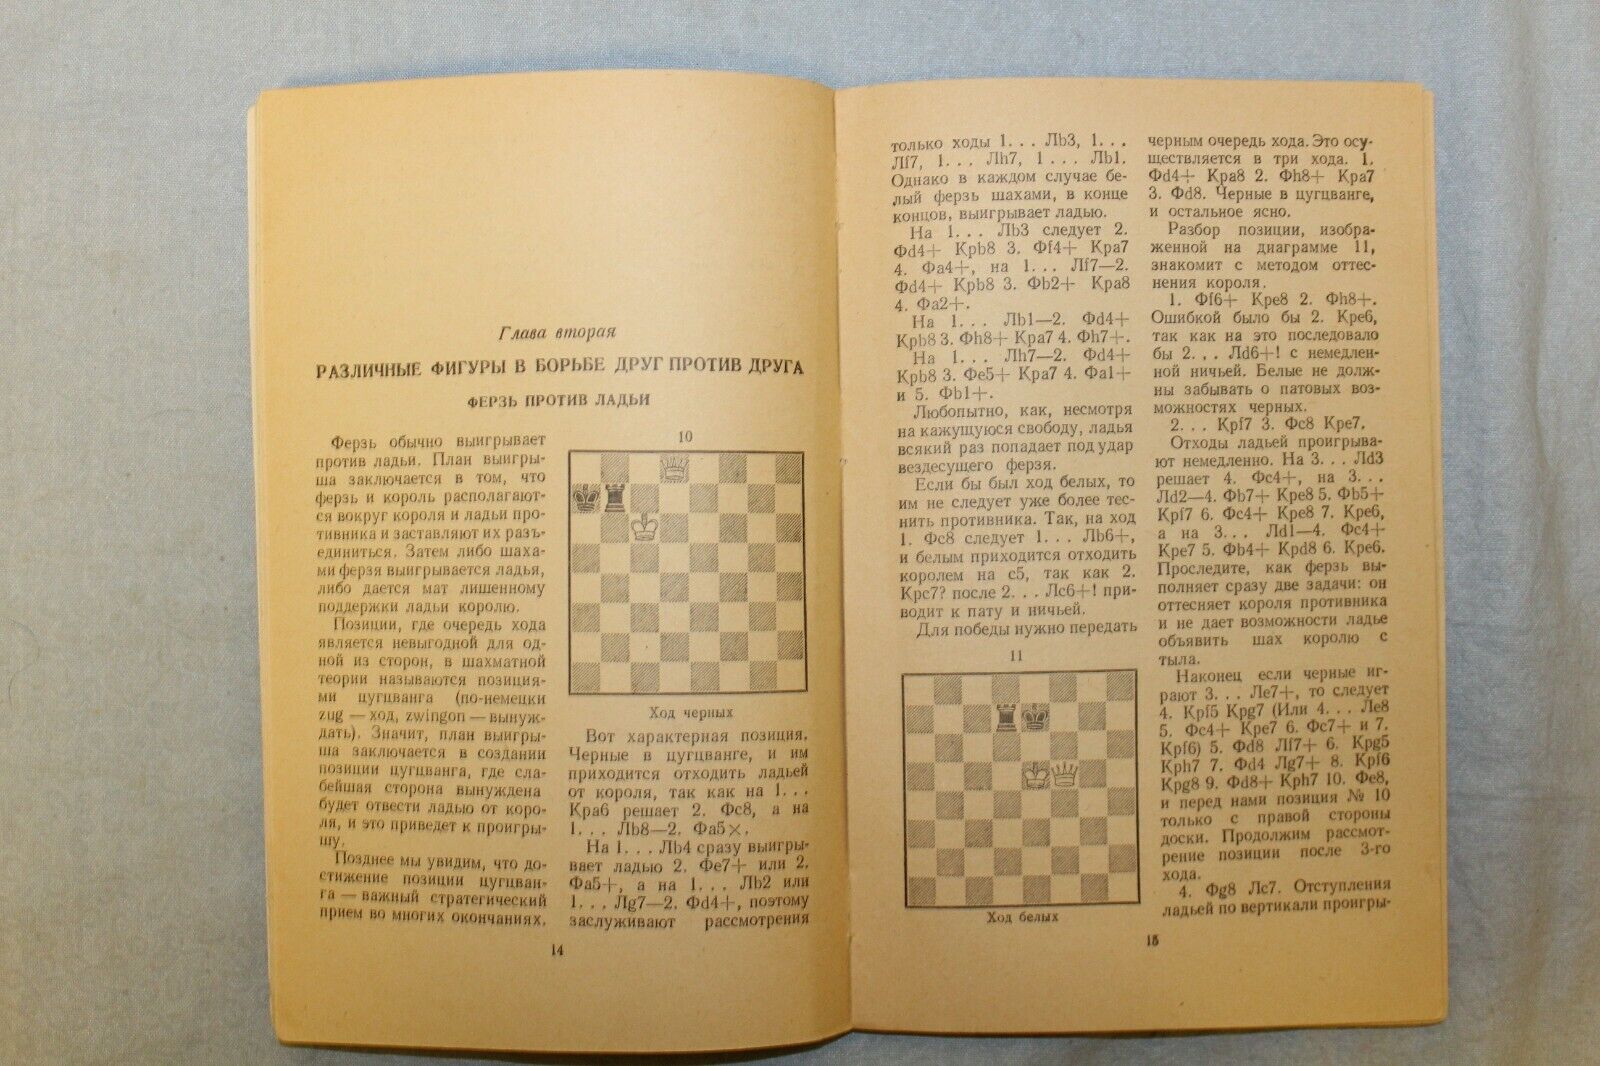 Глава вторая
РАЗЛИЧНЫЕ ФИГУРЫ В БОРЬБЕ ДРУГ ПРОТИВ ДРУГА
ФЕРЗЬ ПРОТИВ ЛАДЬИ
Ферзь обычно выигрывает
против ладьи. План выигры-
ша заключается в том, что
ферзь и король располагают-
ся вокруг короля и ладьи про-
тивника и заставляют их разъ-
единиться. Затем либо шаха-
ми ферзя выигрывается ладья,
либо дается мат лишенному
поддержки ладьи королю.
Позиции, где очередь хода
является невыгодной для од-
ной из сторон, в шахматной
теории называются позиция-
ми цугцванга (по-немецки
zug — ход, zwingon — вынуж-
дать). Значит, план выигры-
ша заключается в создании
позиции цугцванга, где сла-
бейшая сторона вынуждена
будет отвести ладью от коро-
ля, и это приведет к проигры-
шу.
Позднее мы увидим, что до-
стижение позиции цугцван-
га — важный стратегический
прием во многих окончаниях.
10
Ход черных
Вот характерная позиция.
Черные в цугцванге, и им
приходится отходить ладьей
от короля, так как на 1. . .
Кра6 решает 2. Фс8, а на
1. . . Лb8—2. Фа5×.
На 1. . . Лb4 сразу выигры-
вает ладью 2. Фе7+ или 2.
Фа5+, а на 1. . . Лb2 или
1. . . Лg7—2. Фd4+, поэтому
заслуживают рассмотрения
14
только ходы 1. . . Лb3, 1. . .
Лf7, 1. . . Лh7, 1 . . . Лb1.
Однако в каждом случае бе-
лый ферзь шахами, в конце
концов, выигрывает ладью.
На 1. . . Лb3 следует 2.
Фd4+ Крb8 3. Фf4+ Кра7
4. Фа4+, на 1. . . Лf7—2.
Фd4+ Крb8 3. Фb2+ Кра8
4. Фа2+.
На 1. . . Лb1—2. Фd4+
Крb8 3. Фh8+ Кра7 4. Фh7+.
На 1. . . Лh7—2. Фd4+
Крb8 3. Фе5+ Кра7 4. Фа1+
и 5. Фb1+.
Любопытно, как, несмотря
на кажущуюся свободу, ладья
всякий раз попадает под удар
вездесущего ферзя.
Если бы был ход белых, то
им не следует уже более тес-
нить противника. Так, на ход
1. Фс8 следует 1. . . Лb6+,
и белым приходится отходить
королем на с5, так как 2.
Крс7? после 2. . . Лс6+! при-
водит к пату и ничьей.
Для победы нужно передать
11
Ход белых
черным очередь хода. Это осу-
ществляется в три хода. 1.
Фd4+ Кра8 2. Фh8+ Кра7
3. Фd8. Черные в цугцванге,
и остальное ясно.
Разбор позиции, изобра-
женной на диаграмме 11,
знакомит с методом оттес-
нения короля.
1. Фf6+ Кре8 2. Фh8+.
Ошибкой было бы 2. Кре6,
так как на это последовало
бы 2. . . Лd6+! с немедлен-
ной ничьей. Белые не долж-
ны забывать о патовых воз-
можностях черных.
2. . . Крf7 3. Фс8 Кре7.
Отходы ладьей проигрыва-
ют немедленно. На 3. . . Лd3
решает 4. Фс4+, на 3. . .
Лd2—4. Фb7+ Кре8 5. Фb5+
Крf7 6. Фс4+ Кре8 7. Кре6,
а на 3. . . Лd1—4. Фс4+
Кре7 5. Фb4+ Крd8 6. Кре6.
Проследите, как ферзь вы-
полняет сразу две задачи: он
оттесняет короля противника
и не дает возможности ладье
объявить шах королю с
тыла.
Наконец если черные иг-
рают 3. . . Ле7+, то следует
4. Крf5 Крg7 (Или 4. . . Ле8
5. Фс4+ Кре7 6. Фс7+ и 7.
Крf6) 5. Фd8 Лf7+ 6. Крg5
Крh7 7. Фd4 Лg7+ 8. Крf6
Крg8 9. Фd8+ Крh7 10. Фе8,
и перед нами позиция № 10
только с правой стороны
доски. Продолжим рассмот-
рение позиции после 3-го
хода.
4. Фg8 Лс7. Отступления
ладьей по вертикали проигры-
15